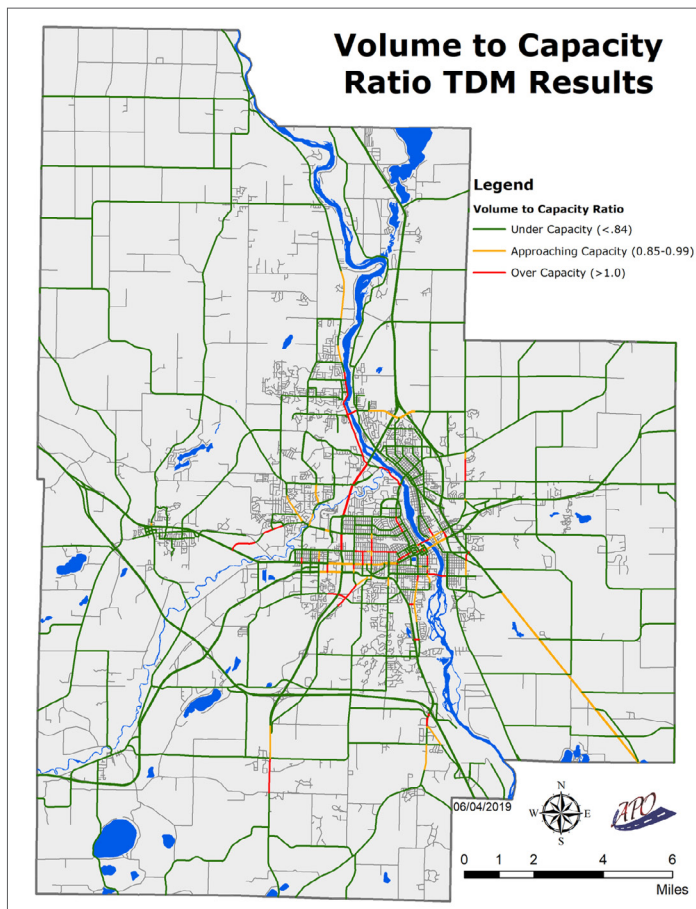 Volume to Capacity
Ratio TDM Results
Legend
Volume to Capacity Ratio
Under Capacity (<.84)
Approaching Capacity (0.85-0.99)
Over Capacity (>1.0)
06/04/2019
N
W E
S
APO
0 1 2 4 6
Miles